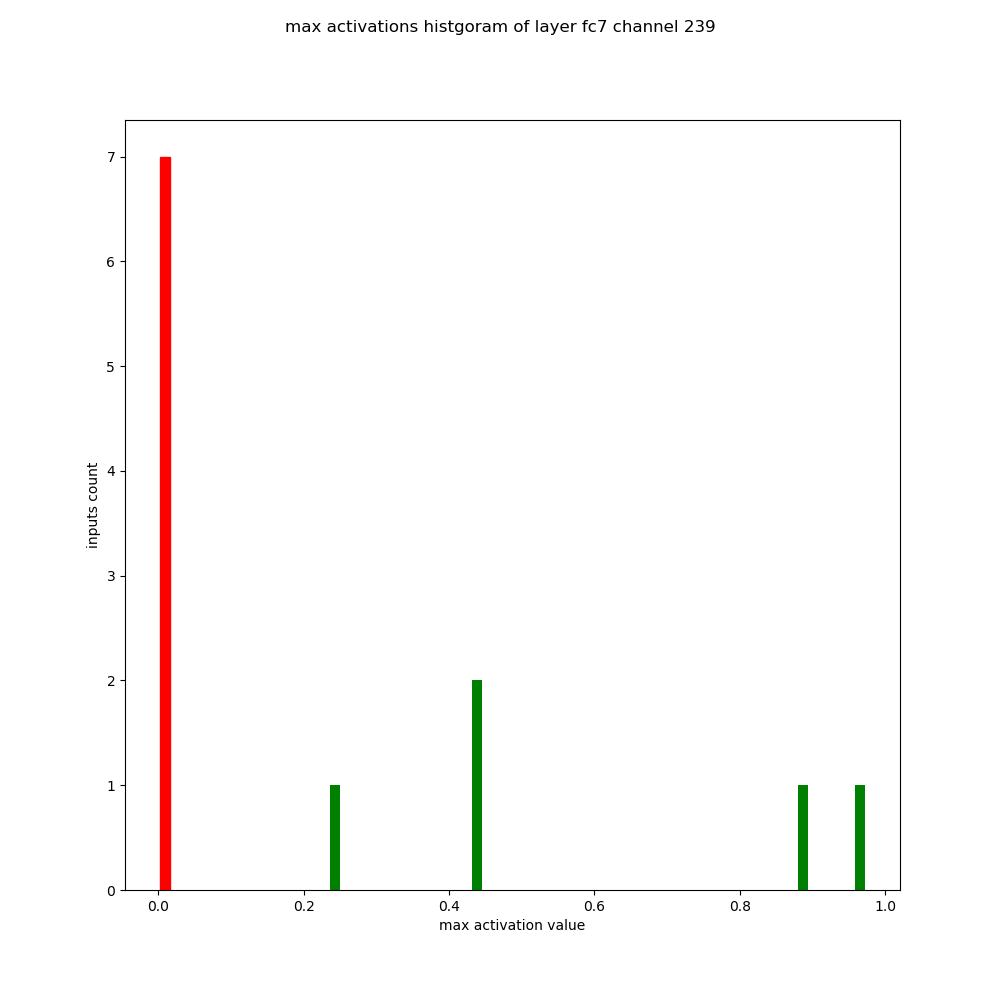 max activations histgoram of layer fc7 channel 239
7
6
5
4
3
2
1
0
inputs count
0.0 0.2 0.4 0.6 0.8 1.0
max activation value